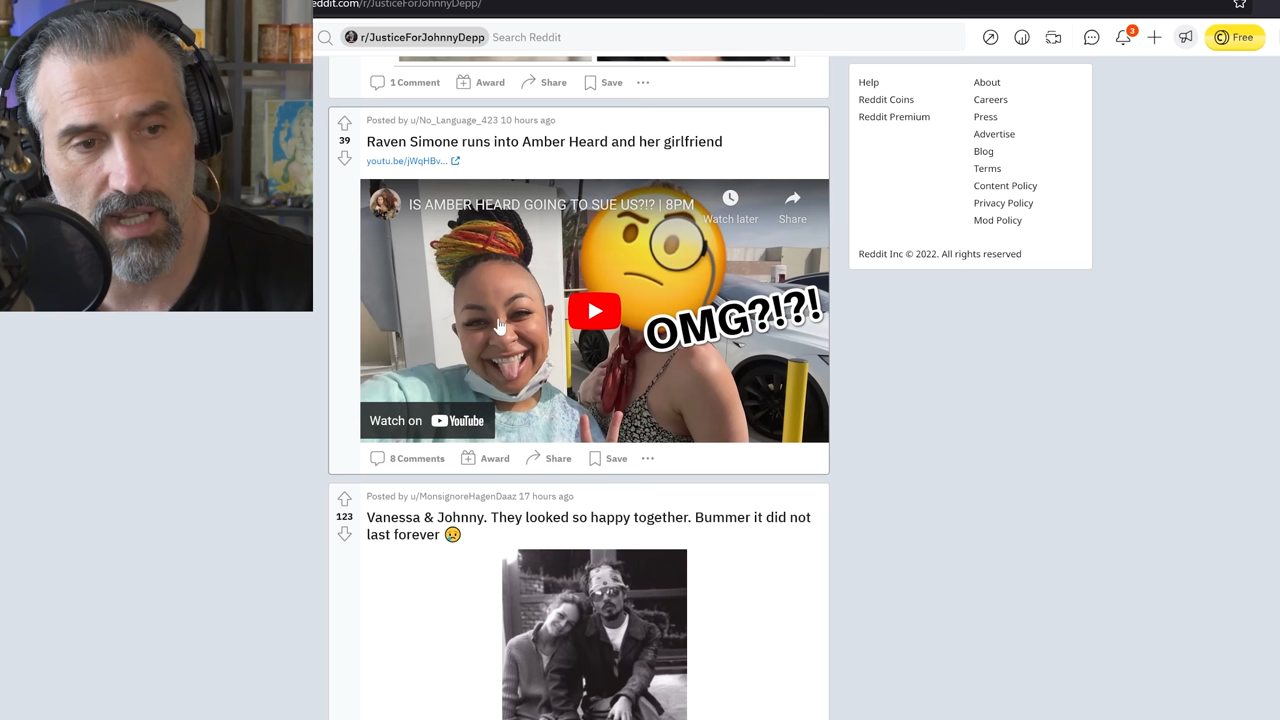 eddit.com/r/JusticeForJohnnyDepp/
r/JusticeForJohnnyDepp Search Reddit
3
Free
1 Comment Award Share Save
Help About
Reddit Coins Careers
Reddit Premium Press
Advertise
Blog
Terms
Content Policy
Privacy Policy
Mod Policy
Reddit Inc © 2022. All rights reserved
Posted by u/No_Language_423 10 hours ago
39
Raven Simone runs into Amber Heard and her girlfriend
youtu.be/jWqHBv...
IS AMBER HEARD GOING TO SUE US?!? | 8PM
Watch later Share
OMG?!?!
Watch on YouTube
8 Comments Award Share Save
Posted by u/MonsignoreHagenDaaz 17 hours ago
123
Vanessa & Johnny. They looked so happy together. Bummer it did not
last forever 😥